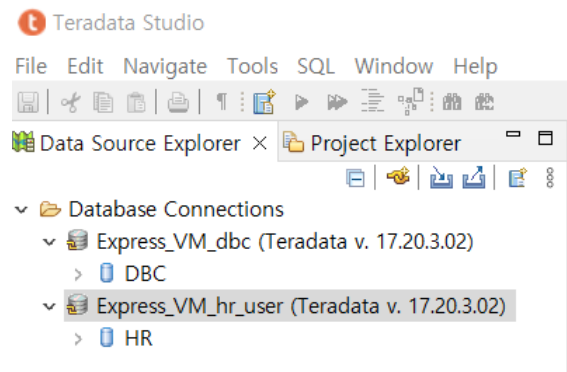 Teradata Studio
File Edit Navigate Tools SQL Window Help
Data Source Explorer Project Explorer
Database Connections
Express_VM_dbc (Teradata v. 17.20.3.02)
DBC
Express_VM_hr_user (Teradata v. 17.20.3.02)
HR